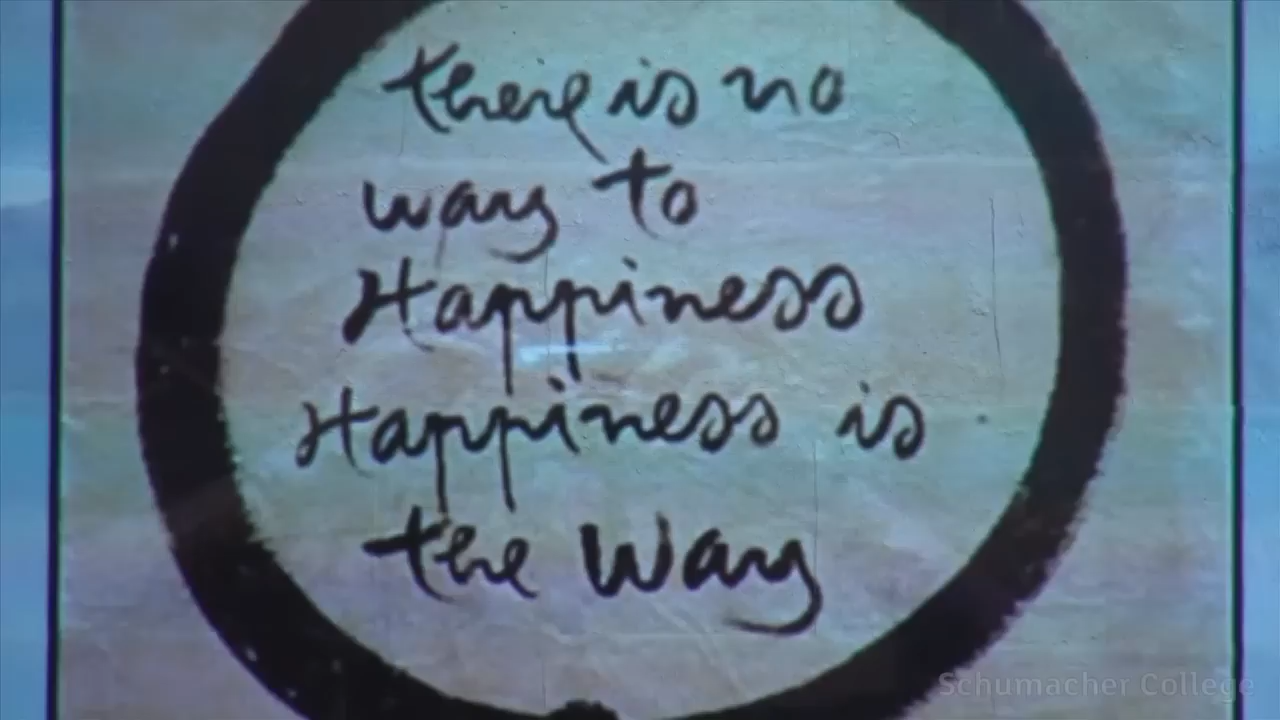 there is no
way to
Happiness
Happiness is
the Way
Schumacher College